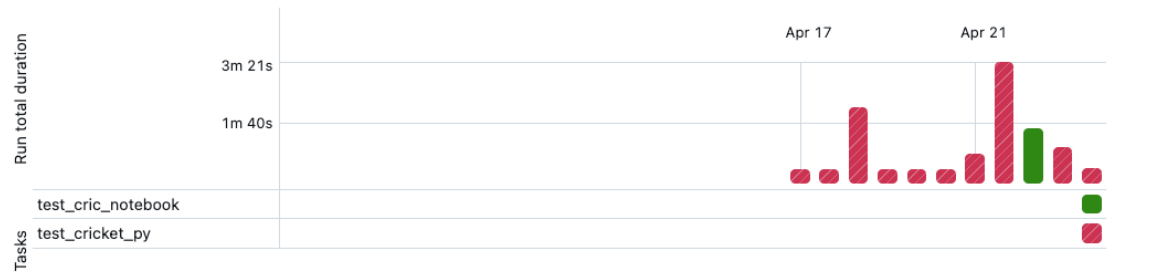 Run total duration
Apr 17
Apr 21
3m 21s
1m 40s
Tasks
test_cric_notebook
test_cricket_py